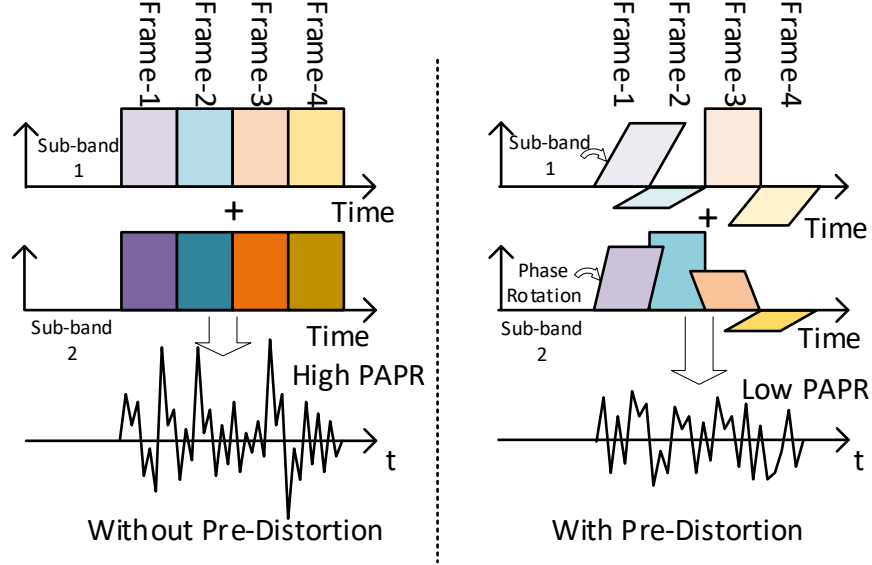 Frame-1
Frame-2
Frame-3
Frame-4
Sub-band
1
+
Time
Sub-band
2
Time
High PAPR
t
Without Pre-Distortion
Frame-1
Frame-2
Frame-3
Frame-4
Sub-band
1
+
Time
Phase
Rotation
Sub-band
2
Time
Low PAPR
t
With Pre-Distortion